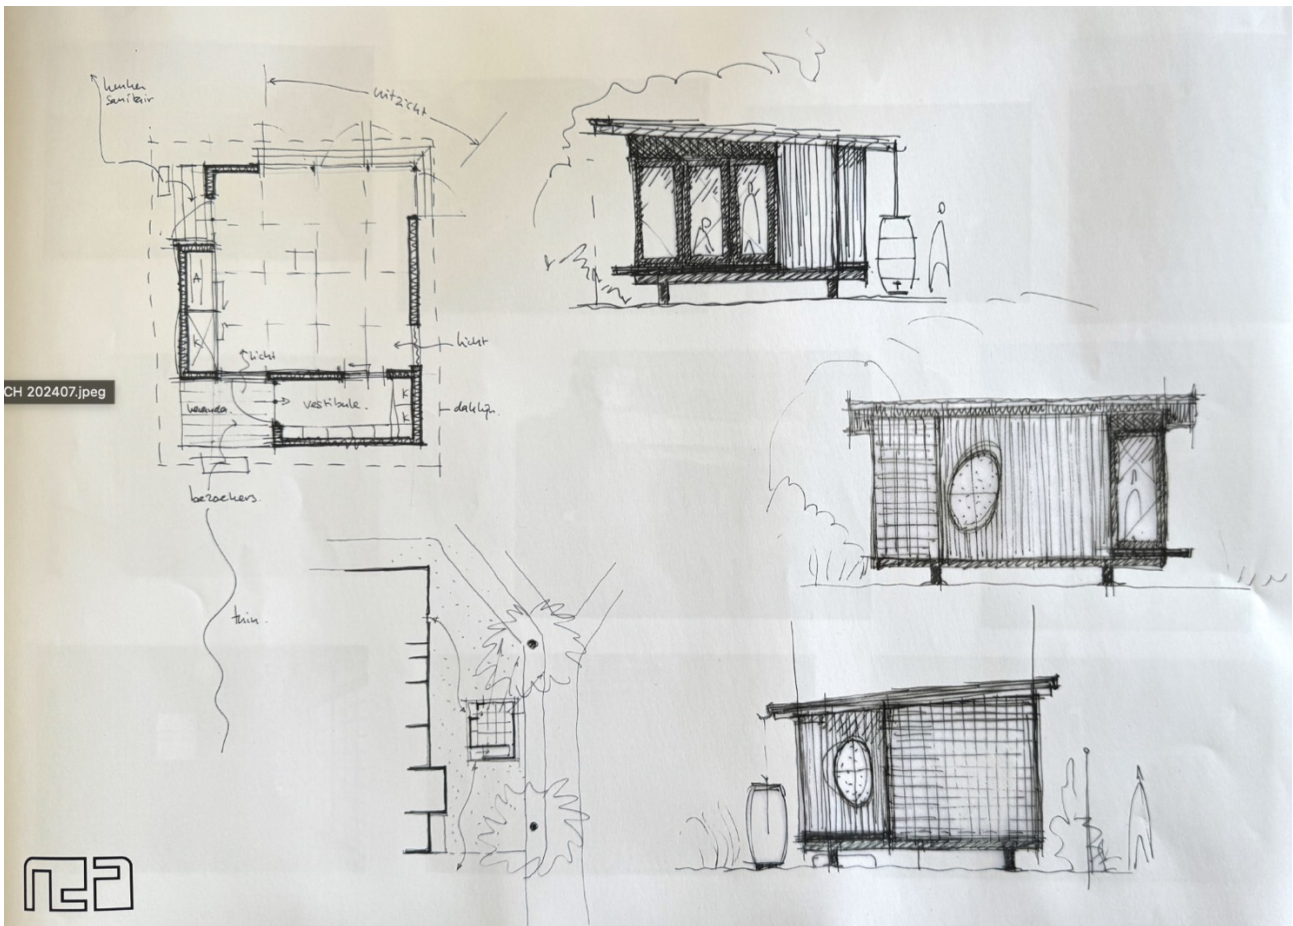 keuken
sanitair
uitzicht
A
K
licht
licht
veranda.
vestibule.
K
K
daklijn.
bezoekers.
tuin.
CH 202407.jpeg